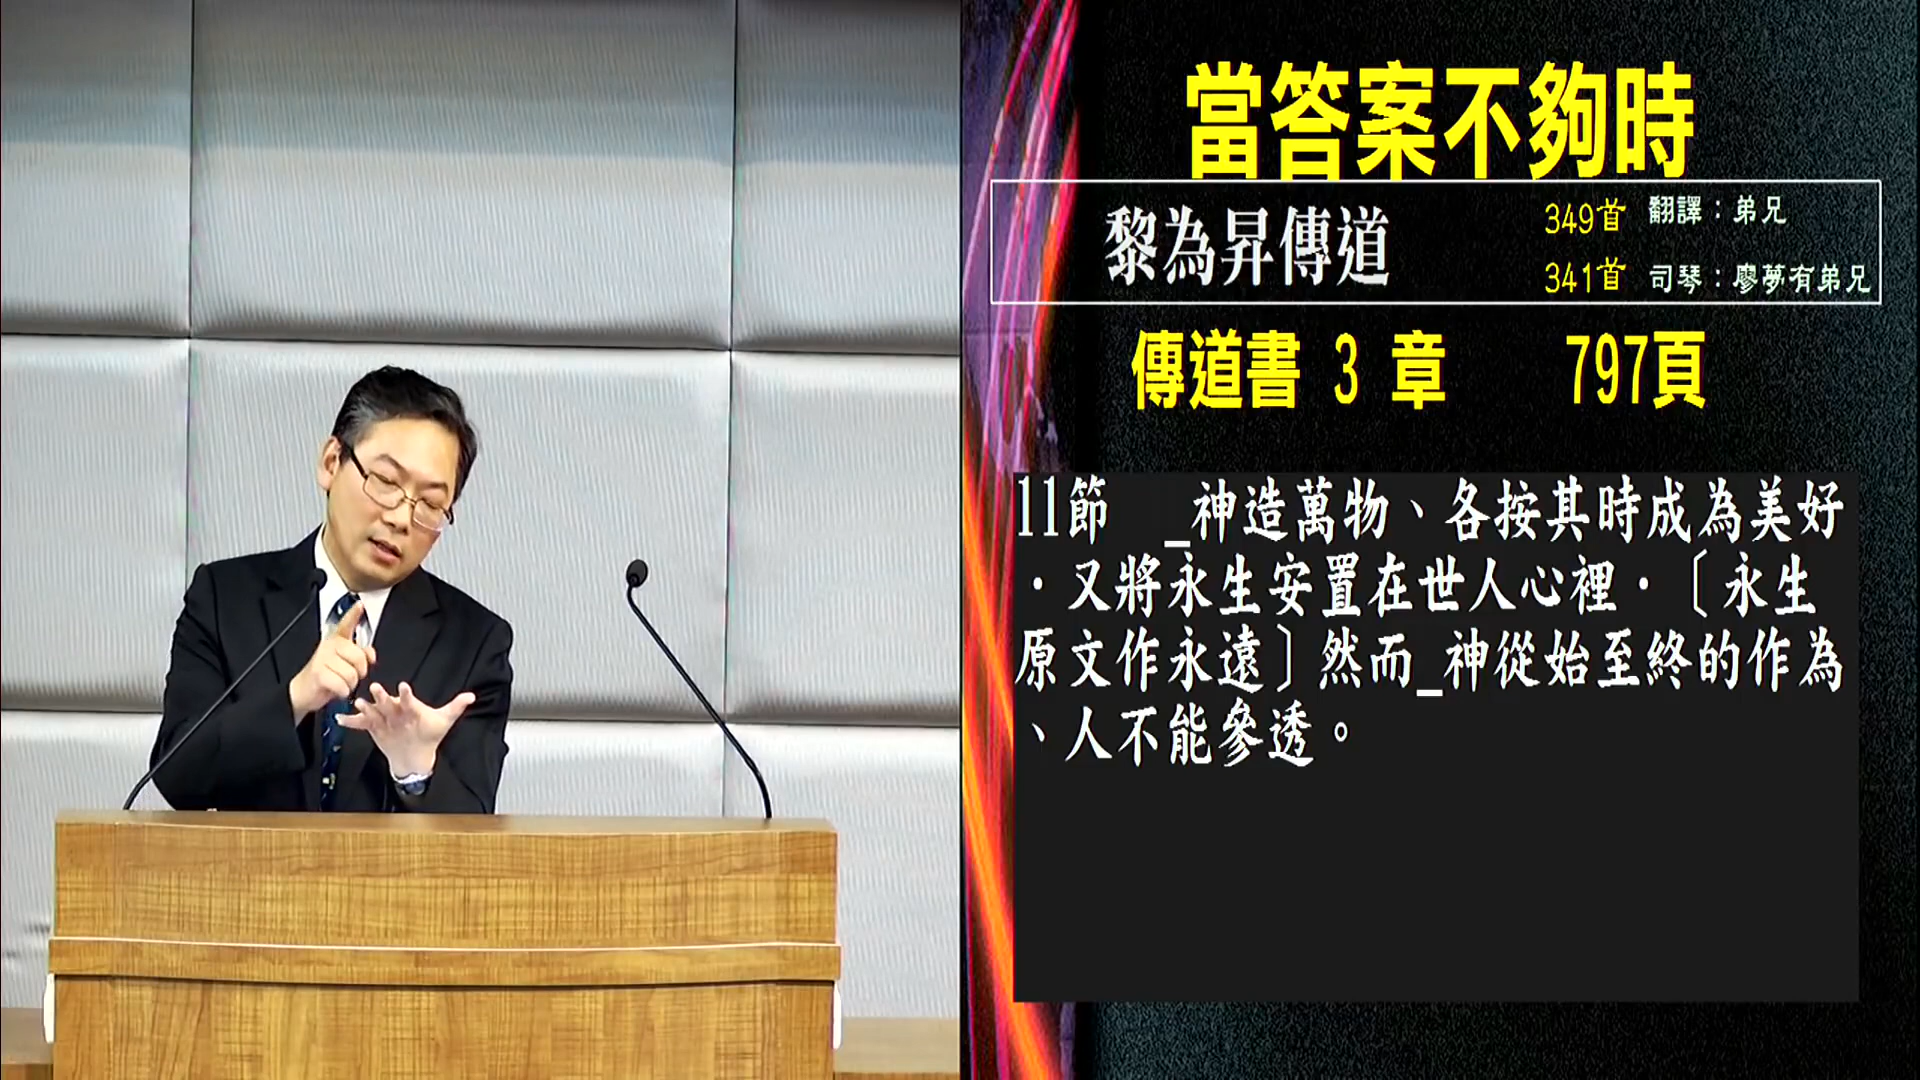 當答案不夠時
黎為昇傳道
349首 翻譯：弟兄
341首 司琴：廖夢有弟兄
傳道書 3 章 797頁
11節 _神造萬物、各按其時成為美好
．又將永生安置在世人心裡．〔永生
原文作永遠〕然而_神從始至終的作為
、人不能參透。